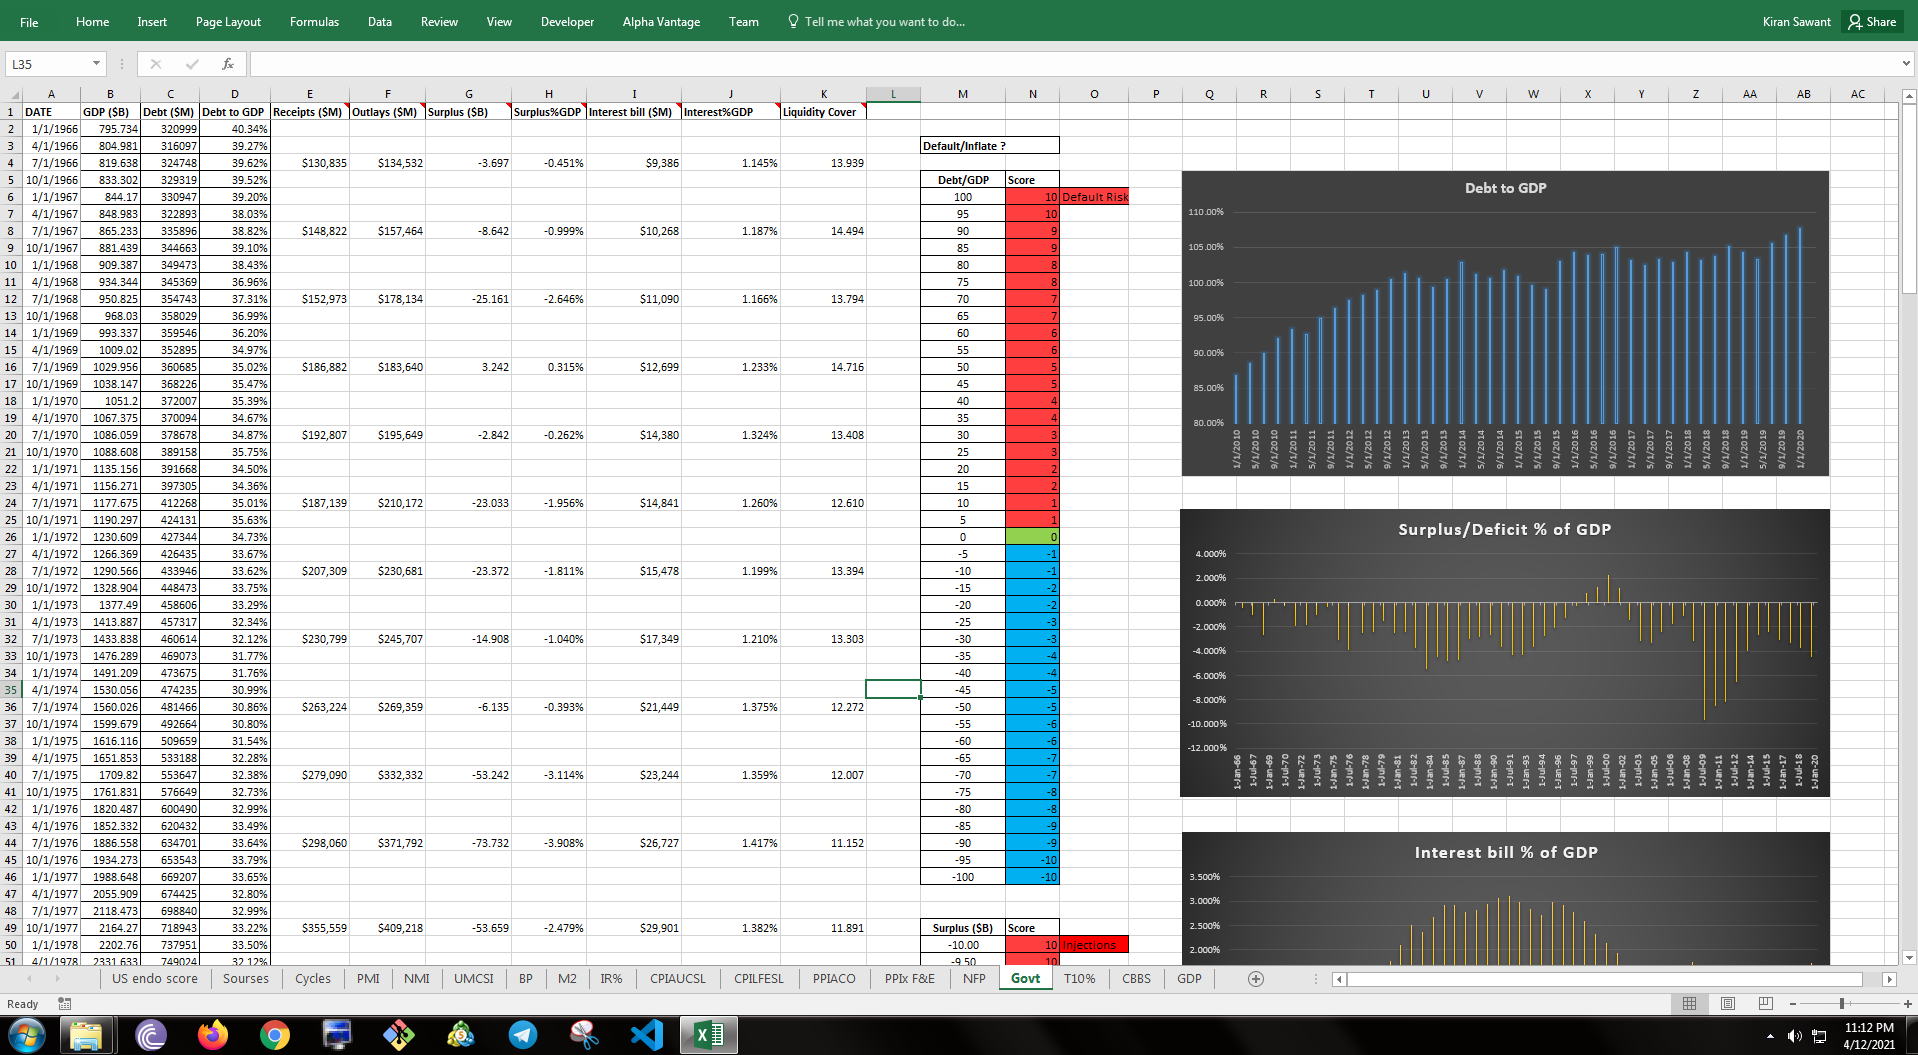 File Home Insert Page Layout Formulas Data Review View Developer Alpha Vantage Team Tell me what you want to do... Kiran Sawant Share
L35 fx
A B C D E F G H I J K L M N O P Q R S T U V W X Y Z AA AB AC
1 DATE GDP ($B) Debt ($M) Debt to GDP Receipts ($M) Outlays ($M) Surplus ($B) Surplus%GDP Interest bill ($M) Interest%GDP Liquidity Cover
2 1/1/1966 795.734 320999 40.34%
3 4/1/1966 804.981 316097 39.27% Default/Inflate ?
4 7/1/1966 819.638 324748 39.62% $130,835 $134,532 -3.697 -0.451% $9,386 1.145% 13.939
5 10/1/1966 833.302 329319 39.52% Debt/GDP Score
6 1/1/1967 844.17 330947 39.20% 100 10 Default Risk
7 4/1/1967 848.983 322893 38.03% 95 10
8 7/1/1967 865.233 335896 38.82% $148,822 $157,464 -8.642 -0.999% $10,268 1.187% 14.494 90 9
9 10/1/1967 881.439 344663 39.10% 85 9
10 1/1/1968 909.387 349473 38.43% 80 8
11 4/1/1968 934.344 345369 36.96% 75 8
12 7/1/1968 950.825 354743 37.31% $152,973 $178,134 -25.161 -2.646% $11,090 1.166% 13.794 70 7
13 10/1/1968 968.03 358029 36.99% 65 7
14 1/1/1969 993.337 359546 36.20% 60 6
15 4/1/1969 1009.02 352895 34.97% 55 6
16 7/1/1969 1029.956 360685 35.02% $186,882 $183,640 3.242 0.315% $12,699 1.233% 14.716 50 5
17 10/1/1969 1038.147 368226 35.47% 45 5
18 1/1/1970 1051.2 372007 35.39% 40 4
19 4/1/1970 1067.375 370094 34.67% 35 4
20 7/1/1970 1086.059 378678 34.87% $192,807 $195,649 -2.842 -0.262% $14,380 1.324% 13.408 30 3
21 10/1/1970 1088.608 389158 35.75% 25 3
22 1/1/1971 1135.156 391668 34.50% 20 2
23 4/1/1971 1156.271 397305 34.36% 15 2
24 7/1/1971 1177.675 412268 35.01% $187,139 $210,172 -23.033 -1.956% $14,841 1.260% 12.610 10 1
25 10/1/1971 1190.297 424131 35.63% 5 1
26 1/1/1972 1230.609 427344 34.73% 0 0
27 4/1/1972 1266.369 426435 33.67% -5 -1
28 7/1/1972 1290.566 433946 33.62% $207,309 $230,681 -23.372 -1.811% $15,478 1.199% 13.394 -10 -1
29 10/1/1972 1328.904 448473 33.75% -15 -2
30 1/1/1973 1377.49 458606 33.29% -20 -2
31 4/1/1973 1413.887 457317 32.34% -25 -3
32 7/1/1973 1433.838 460614 32.12% $230,799 $245,707 -14.908 -1.040% $17,349 1.210% 13.303 -30 -3
33 10/1/1973 1476.289 469073 31.77% -35 -4
34 1/1/1974 1491.209 473675 31.76% -40 -4
35 4/1/1974 1530.056 474235 30.99% -45 -5
36 7/1/1974 1560.026 481466 30.86% $263,224 $269,359 -6.135 -0.393% $21,449 1.375% 12.272 -50 -5
37 10/1/1974 1599.679 492664 30.80% -55 -6
38 1/1/1975 1616.116 509659 31.54% -60 -6
39 4/1/1975 1651.853 533188 32.28% -65 -7
40 7/1/1975 1709.82 553647 32.38% $279,090 $332,332 -53.242 -3.114% $23,244 1.359% 12.007 -70 -7
41 10/1/1975 1761.831 576649 32.73% -75 -8
42 1/1/1976 1820.487 600490 32.99% -80 -8
43 4/1/1976 1852.332 620432 33.49% -85 -9
44 7/1/1976 1886.558 634701 33.64% $298,060 $371,792 -73.732 -3.908% $26,727 1.417% 11.152 -90 -9
45 10/1/1976 1934.273 653543 33.79% -95 -10
46 1/1/1977 1988.648 669207 33.65% -100 -10
47 4/1/1977 2055.909 674425 32.80%
48 7/1/1977 2118.473 698840 32.99%
49 10/1/1977 2164.27 718943 33.22% $355,559 $409,218 -53.659 -2.479% $29,901 1.382% 11.891 Surplus ($B) Score
50 1/1/1978 2202.76 737951 33.50% -10.00 10 Injections
51 4/1/1978 2331.633 749024 32.12% -9.50 10
Debt to GDP
110.00%
105.00%
100.00%
95.00%
90.00%
85.00%
80.00%
1/1/2010 5/1/2010 9/1/2010 1/1/2011 5/1/2011 9/1/2011 1/1/2012 5/1/2012 9/1/2012 1/1/2013 5/1/2013 9/1/2013 1/1/2014 5/1/2014 9/1/2014 1/1/2015 5/1/2015 9/1/2015 1/1/2016 5/1/2016 9/1/2016 1/1/2017 5/1/2017 9/1/2017 1/1/2018 5/1/2018 9/1/2018 1/1/2019 5/1/2019 9/1/2019 1/1/2020
Surplus/Deficit % of GDP
4.000%
2.000%
0.000%
-2.000%
-4.000%
-6.000%
-8.000%
-10.000%
-12.000%
1-Jan-66 1-Jul-67 1-Jan-69 1-Jul-70 1-Jan-72 1-Jul-73 1-Jan-75 1-Jul-76 1-Jan-78 1-Jul-79 1-Jan-81 1-Jul-82 1-Jan-84 1-Jul-85 1-Jan-87 1-Jul-88 1-Jan-90 1-Jul-91 1-Jan-93 1-Jul-94 1-Jan-96 1-Jul-97 1-Jan-99 1-Jul-00 1-Jan-02 1-Jul-03 1-Jan-05 1-Jul-06 1-Jan-08 1-Jul-09 1-Jan-11 1-Jul-12 1-Jan-14 1-Jul-15 1-Jan-17 1-Jul-18 1-Jan-20
Interest bill % of GDP
3.500%
3.000%
2.500%
2.000%
US endo score Sourses Cycles PMI NMI UMCSI BP M2 IR% CPIAUCSL CPILFESL PPIACO PPIx F&E NFP Govt T10% CBBS GDP
Ready
11:12 PM
4/12/2021